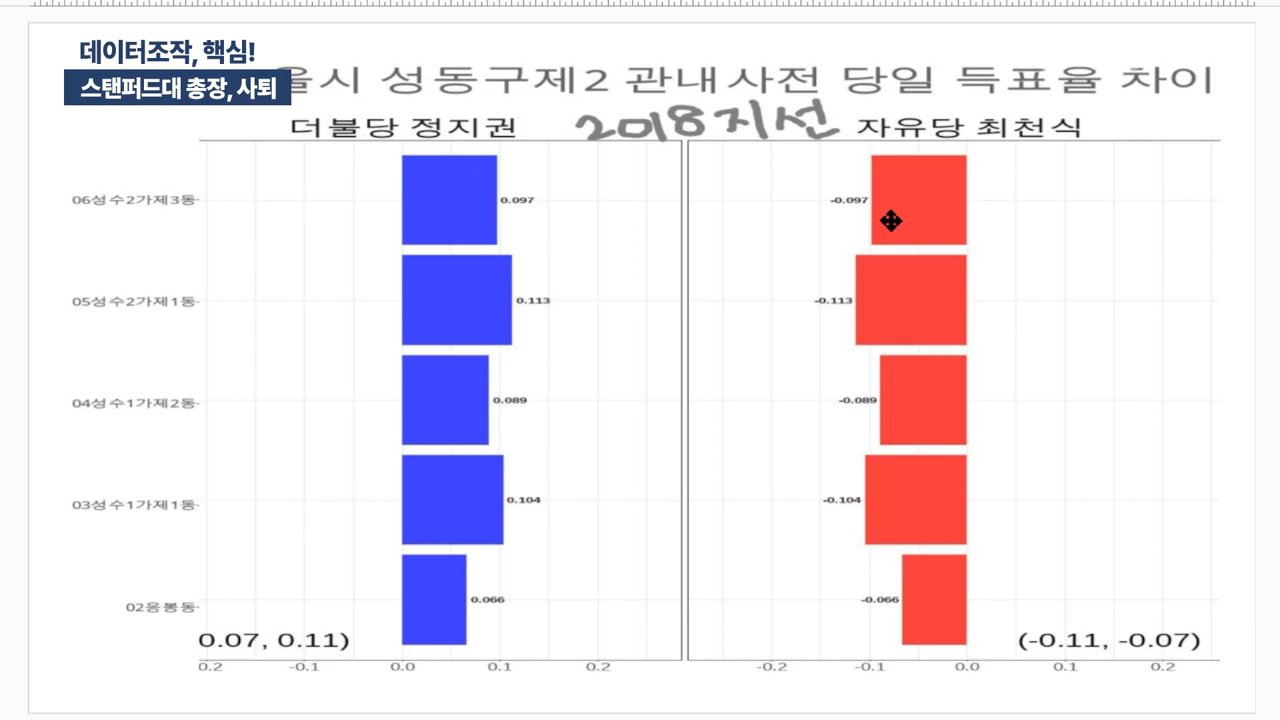 데이터조작, 핵심!
스탠퍼드대 총장, 사퇴
울시 성동구제2 관내사전 당일 득표율 차이
더불당 정지권
2018지선
자유당 최천식
06성수2가제3동
0.097
-0.097
05성수2가제1동
0.113
-0.113
04성수1가제2동
0.089
-0.089
03성수1가제1동
0.104
-0.104
02응봉동
0.066
-0.066
0.07, 0.11)
(-0.11, -0.07)
0.2 -0.1 0.0 0.1 0.2
-0.2 -0.1 0.0 0.1 0.2